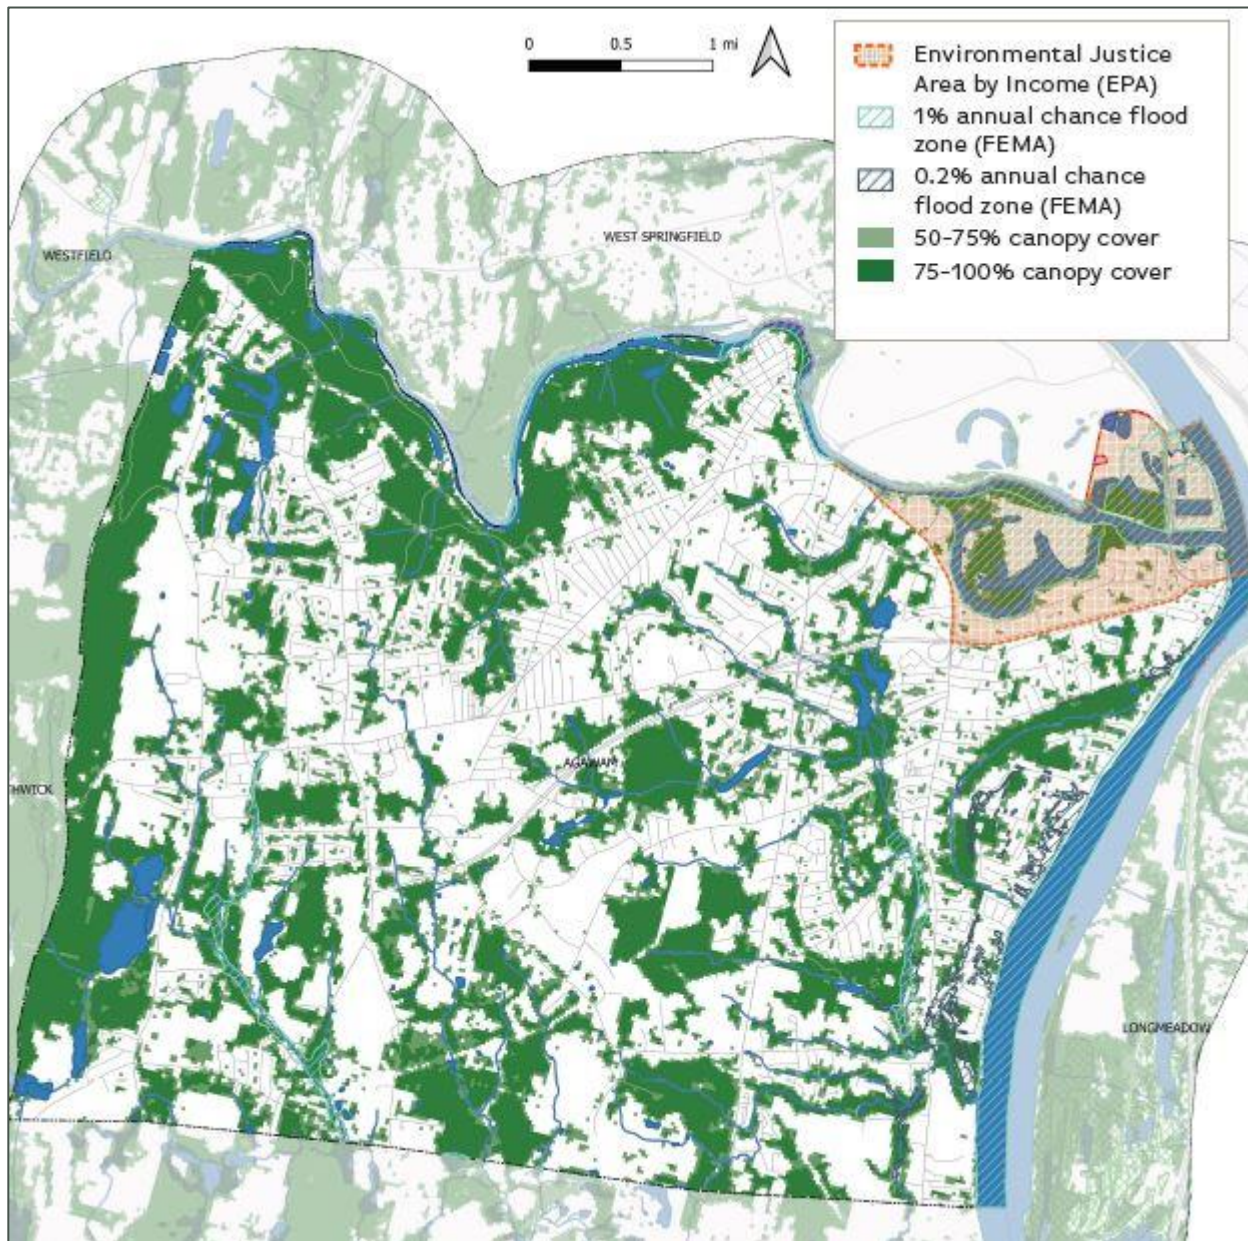 0 0.5 1 mi
Environmental Justice
Area by Income (EPA)
1% annual chance flood
zone (FEMA)
0.2% annual chance
flood zone (FEMA)
50-75% canopy cover
75-100% canopy cover
WEST SPRINGFIELD
WESTFIELD
AGAWAM
HWICK
LONGMEADOW